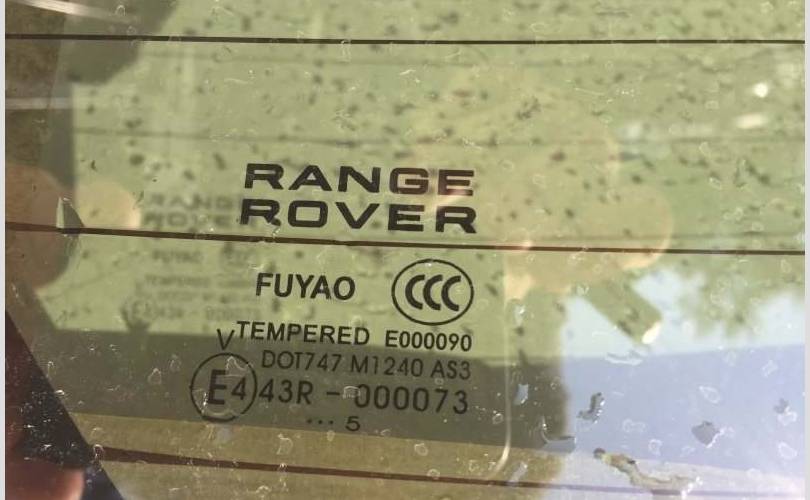 RANGE
ROVER
FUYAO CCC
TEMPERED E000090
V DOT747 M1240 AS3
E4 43R - 000073
... 5